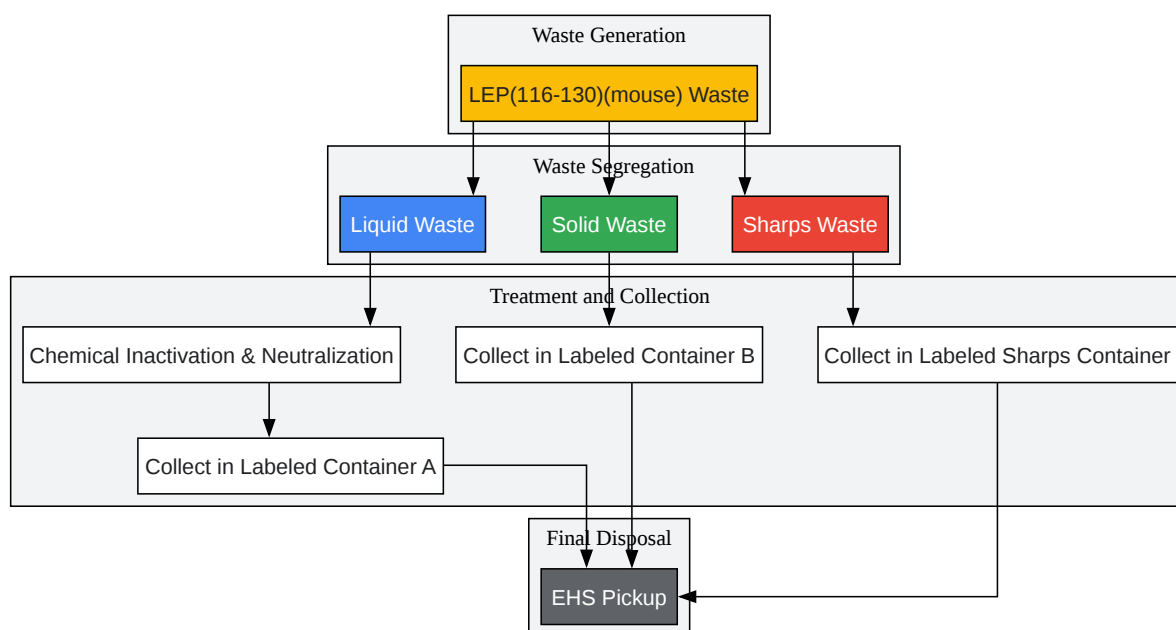 Waste Generation
LEP(116-130)(mouse) Waste
Waste Segregation
Liquid Waste
Solid Waste
Sharps Waste
Treatment and Collection
Chemical Inactivation & Neutralization
Collect in Labeled Container B
Collect in Labeled Sharps Container
Collect in Labeled Container A
Final Disposal
EHS Pickup